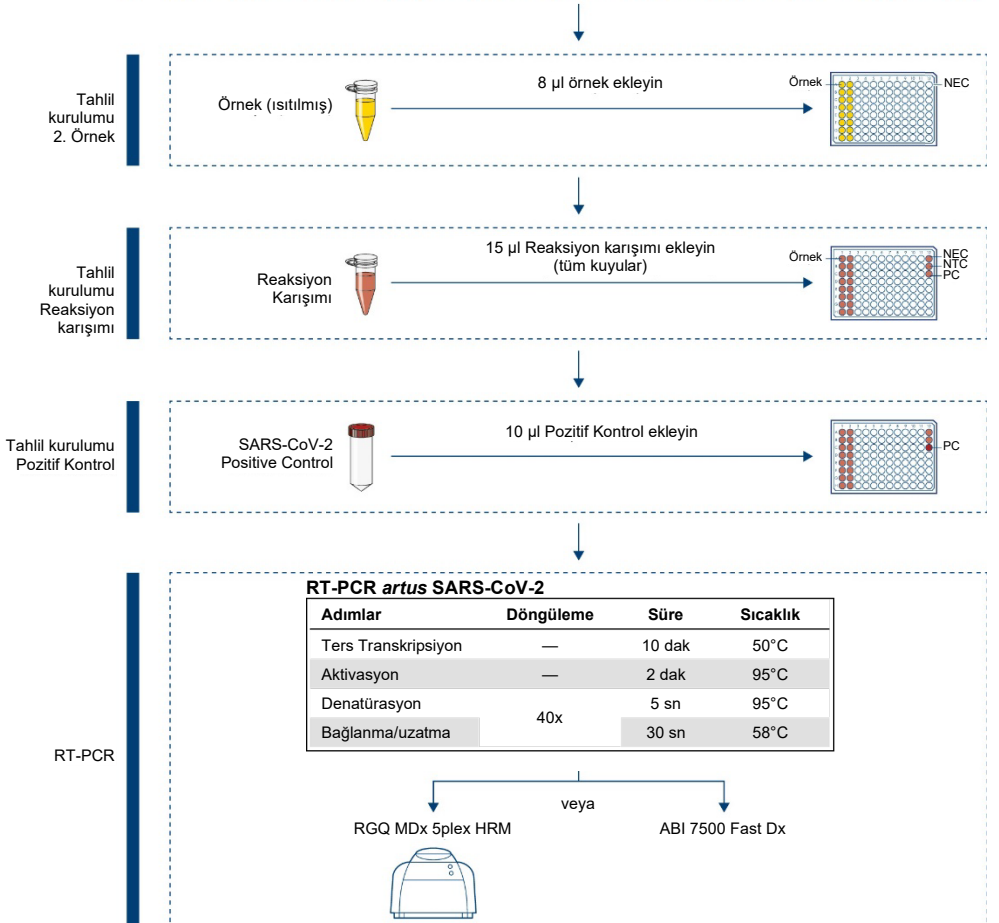 Tahlil
kurulumu
2. Örnek
Örnek (ısıtılmış)
8 µl örnek ekleyin
Örnek
NEC
Tahlil
kurulumu
Reaksiyon
karışımı
Reaksiyon
Karışımı
15 µl Reaksiyon karışımı ekleyin
(tüm kuyular)
Örnek
NEC
NTC
PC
Tahlil kurulumu
Pozitif Kontrol
SARS-CoV-2
Positive Control
10 µl Pozitif Kontrol ekleyin
PC
RT-PCR
RT-PCR artus SARS-CoV-2
Adımlar Döngüleme Süre Sıcaklık
Ters Transkripsiyon — 10 dak 50°C
Aktivasyon — 2 dak 95°C
Denatürasyon 40x 5 sn 95°C
Bağlanma/uzatma 30 sn 58°C
veya
RGQ MDx 5plex HRM
ABI 7500 Fast Dx